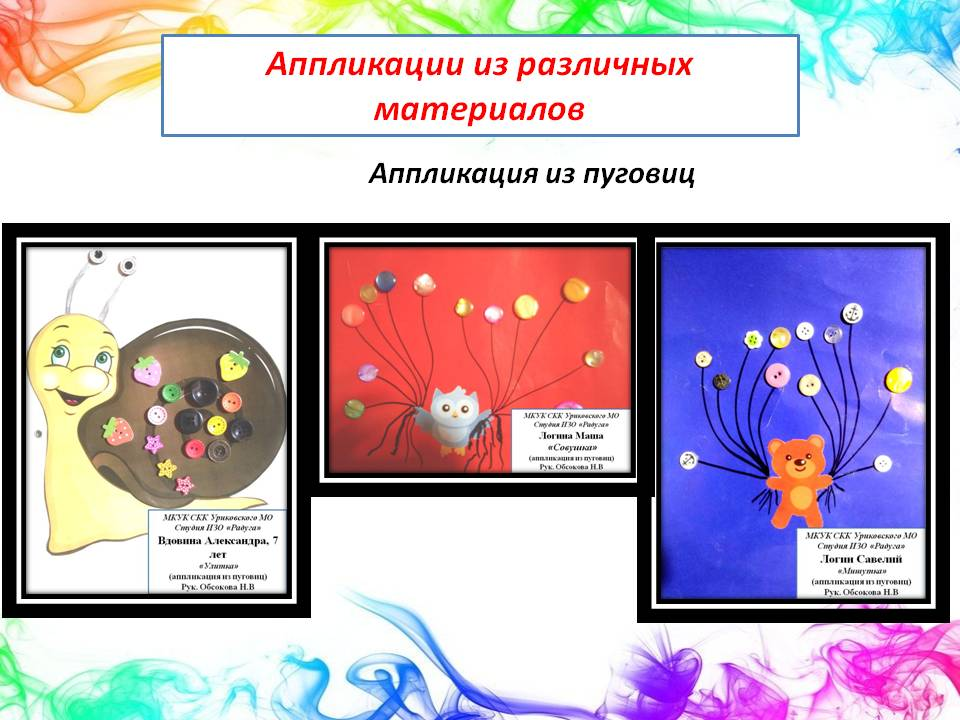 Аппликации из различных
материалов
Аппликация из пуговиц
МКУК СКК Уриковского МО
Студия ИЗО «Радуга»
Вдовина Александра, 7
лет
«Улитка»
(аппликация из пуговиц)
Рук. Обсокова Н.В
МКУК СКК Уриковского МО
Студия ИЗО «Радуга»
Логина Маша
«Совушка»
(аппликация из пуговиц)
Рук. Обсокова Н.В
МКУК СКК Уриковского МО
Студия ИЗО «Радуга»
Логин Савелий
«Мишутка»
(аппликация из пуговиц)
Рук. Обсокова Н.В